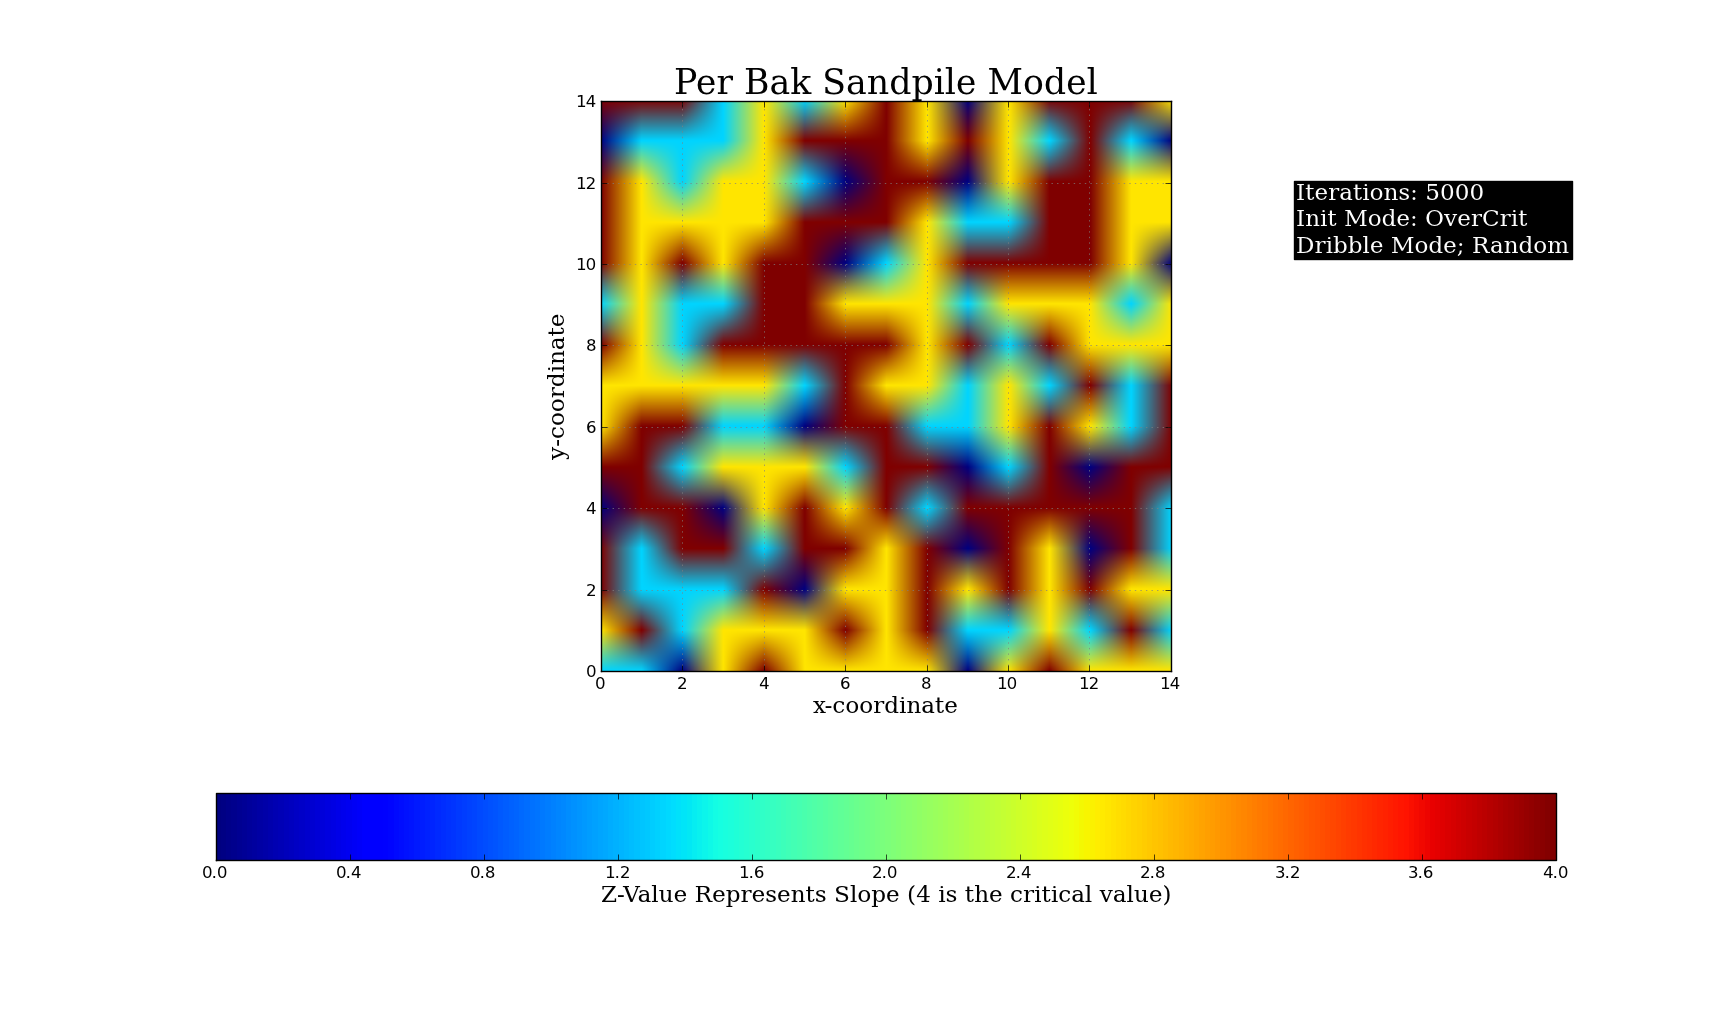 Per Bak Sandpile Model
14
12
10
8
6
4
2
0
y-coordinate
0 2 4 6 8 10 12 14
x-coordinate
Iterations: 5000
Init Mode: OverCrit
Dribble Mode; Random
0.0 0.4 0.8 1.2 1.6 2.0 2.4 2.8 3.2 3.6 4.0
Z-Value Represents Slope (4 is the critical value)